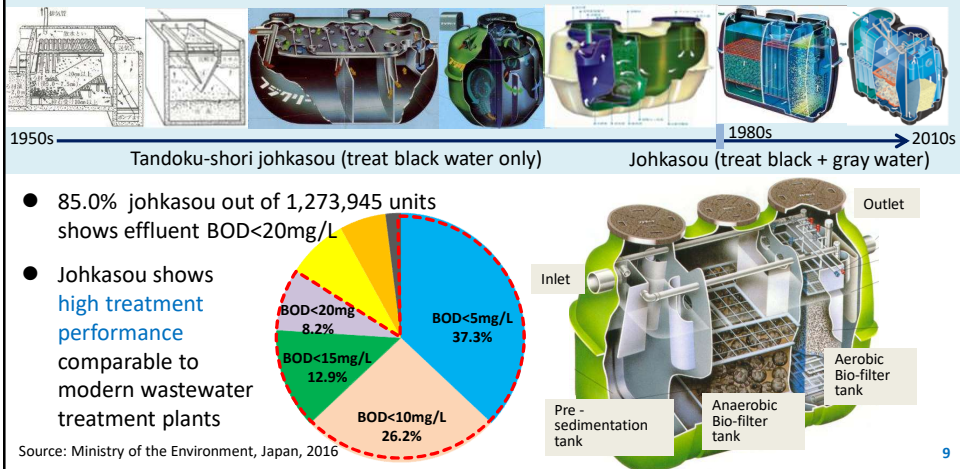 1950s
1980s
2010s
Tandoku-shori johkasou (treat black water only)
Johkasou (treat black + gray water)
● 85.0% johkasou out of 1,273,945 units
shows effluent BOD<20mg/L
● Johkasou shows
high treatment
performance
comparable to
modern wastewater
treatment plants
BOD<5mg/L
37.3%
BOD<10mg/L
26.2%
BOD<15mg/L
12.9%
BOD<20mg
8.2%
Outlet
Inlet
Aerobic
Bio-filter
tank
Anaerobic
Bio-filter
tank
Pre -
sedimentation
tank
Source: Ministry of the Environment, Japan, 2016
9